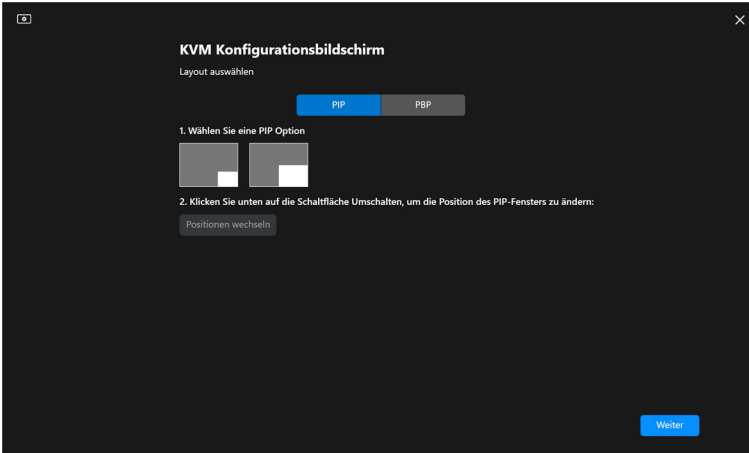 KVM Konfigurationsbildschirm
Layout auswählen
PIP PBP
1. Wählen Sie eine PIP Option
2. Klicken Sie unten auf die Schaltfläche Umschalten, um die Position des PIP-Fensters zu ändern:
Positionen wechseln
Weiter